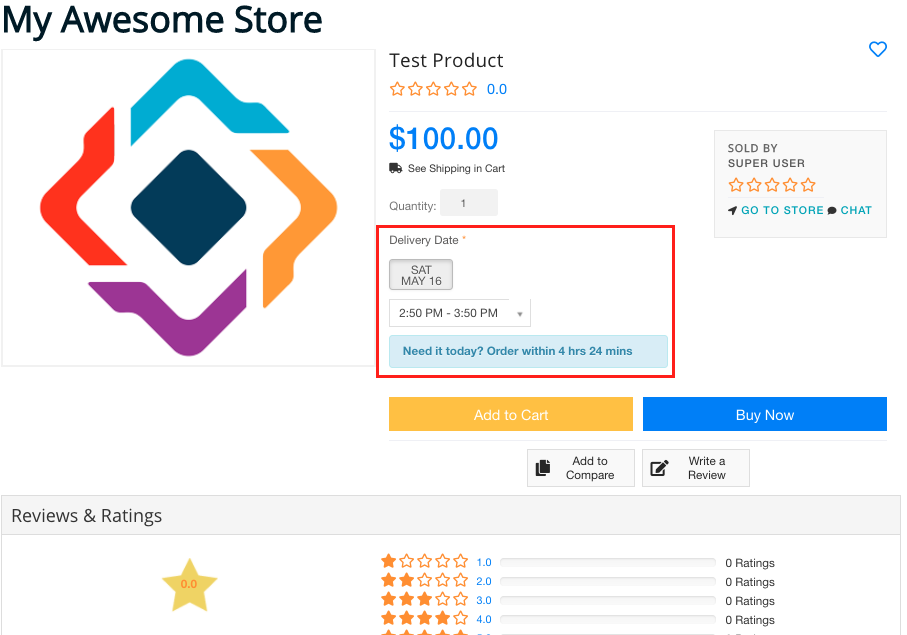 My Awesome Store
Test Product
0.0
$100.00
See Shipping in Cart
Quantity: 1
SOLD BY
SUPER USER
GO TO STORE CHAT
Delivery Date *
SAT
MAY 16
2:50 PM - 3:50 PM
Need it today? Order within 4 hrs 24 mins
Add to Cart
Buy Now
Add to
Compare
Write a
Review
Reviews & Ratings
0.0
1.0 0 Ratings
2.0 0 Ratings
3.0 0 Ratings
4.0 0 Ratings